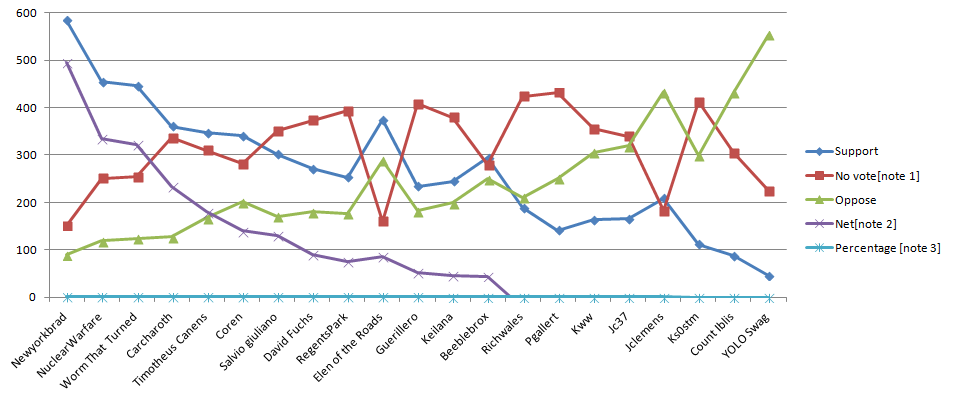 600
500
400
300
200
100
0
Newyorkbrad
NuclearWarfare
Worm That Turned
Carcharoth
Timotheus Canens
Coren
Salvio giuliano
David Fuchs
RegentsPark
Elen of the Roads
Guerillero
Keilana
Beeblebrox
Richwales
Pgallert
Kww
Jc37
Jclemens
Ks0stm
Count Iblis
YOLO Swag
Support
No vote[note 1]
Oppose
Net[note 2]
Percentage [note 3]